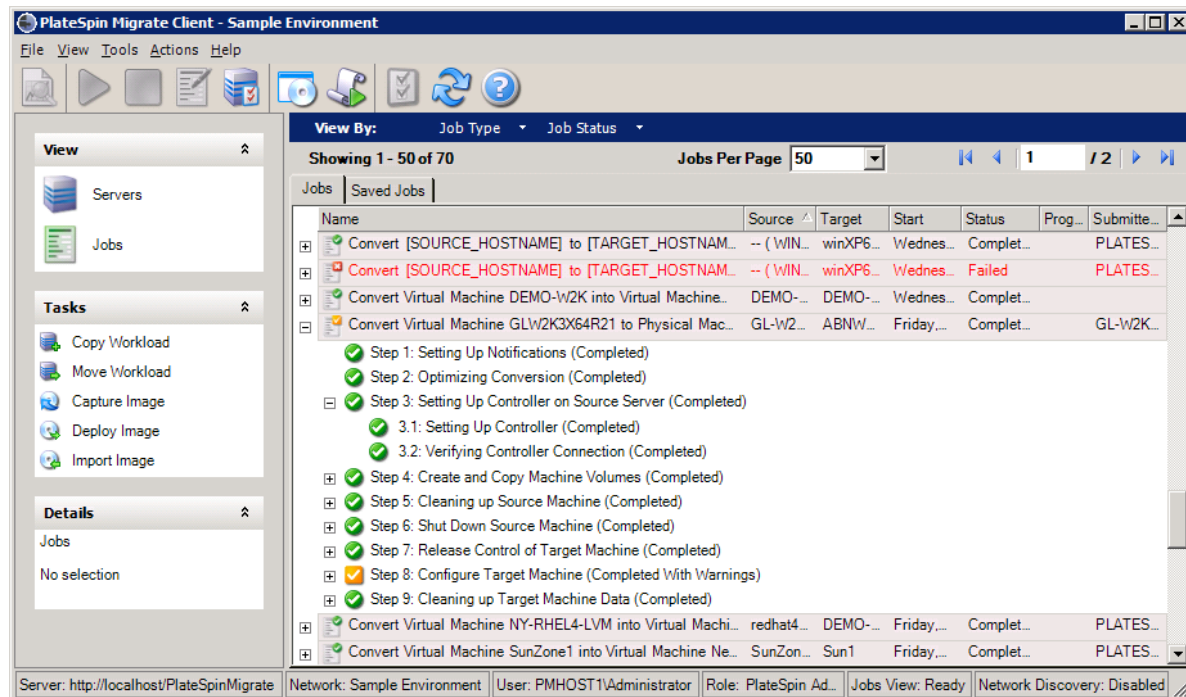 PlateSpin Migrate Client - Sample Environment
File View Tools Actions Help
View By: Job Type Job Status
View
Showing 1 - 50 of 70 Jobs Per Page 50 1 / 2
Servers
Jobs Saved Jobs
Name Source Target Start Status Prog... Submitte...
Jobs
Convert [SOURCE_HOSTNAME] to [TARGET_HOSTNAM... -- ( WIN... winXP6... Wednes... Complet... PLATES...
Convert [SOURCE_HOSTNAME] to [TARGET_HOSTNAM... -- ( WIN... winXP6... Wednes... Failed PLATES...
Tasks
Convert Virtual Machine DEMO-W2K into Virtual Machine... DEMO-... DEMO-... Wednes... Complet...
Convert Virtual Machine GLW2K3X64R21 to Physical Mac... GL-W2... ABNW... Friday,... Complet... GL-W2K...
Copy Workload
Step 1: Setting Up Notifications (Completed)
Move Workload
Step 2: Optimizing Conversion (Completed)
Capture Image
Step 3: Setting Up Controller on Source Server (Completed)
Deploy Image
3.1: Setting Up Controller (Completed)
Import Image
3.2: Verifying Controller Connection (Completed)
Step 4: Create and Copy Machine Volumes (Completed)
Step 5: Cleaning up Source Machine (Completed)
Details
Step 6: Shut Down Source Machine (Completed)
Jobs
Step 7: Release Control of Target Machine (Completed)
No selection
Step 8: Configure Target Machine (Completed With Warnings)
Step 9: Cleaning up Target Machine Data (Completed)
Convert Virtual Machine NY-RHEL4-LVM into Virtual Machi... redhat4... DEMO-... Friday,... Complet... PLATES...
Convert Virtual Machine SunZone1 into Virtual Machine Ne... SunZon... Sun1 Friday,... Complet... PLATES...
Server: http://localhost/PlateSpinMigrate Network: Sample Environment User: PMHOST1\Administrator Role: PlateSpin Ad... Jobs View: Ready Network Discovery: Disabled